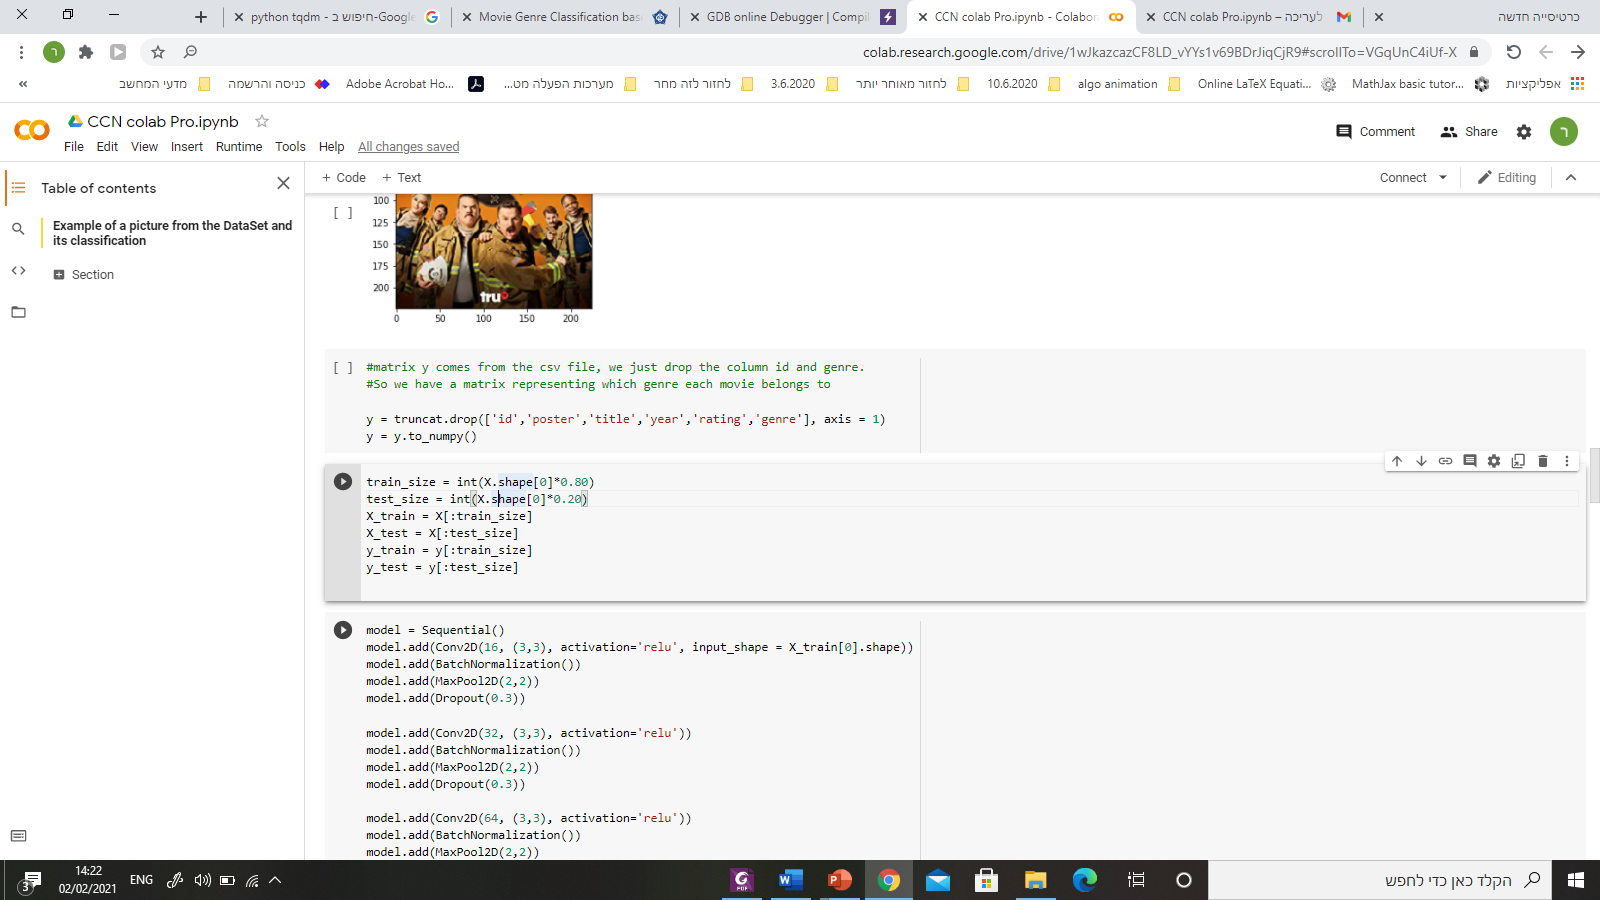 python tqdm - חיפוש ב-Google
Movie Genre Classification bas
GDB online Debugger | Compil
CCN colab Pro.ipynb - Colabor
CCN colab Pro.ipynb – לעריכה
כרטיסייה חדשה
ר
colab.research.google.com/drive/1wJkazcazCF8LD_vYYs1v69BDrJiqCjR9#scrollTo=VGqUnC4iUf-X
«
מדעי המחשב
כניסה והרשמה
Adobe Acrobat Ho...
מערכות הפעלה מט...
לחזור לזה מחר
3.6.2020
לחזור מאוחר יותר
10.6.2020
algo animation
Online LaTeX Equati...
MathJax basic tutor...
אפליקציות
CCN colab Pro.ipynb
Comment
Share
ר
File Edit View Insert Runtime Tools Help All changes saved
Table of contents
+ Code + Text
Connect
Editing
Example of a picture from the DataSet and
its classification
Section
[ ]
100
125
150
175
200
tru
0 50 100 150 200
[ ]
#matrix y comes from the csv file, we just drop the column id and genre.
#So we have a matrix representing which genre each movie belongs to
y = truncat.drop(['id','poster','title','year','rating','genre'], axis = 1)
y = y.to_numpy()
train_size = int(X.shape[0]*0.80)
test_size = int(X.shape[0]*0.20)
X_train = X[:train_size]
X_test = X[:test_size]
y_train = y[:train_size]
y_test = y[:test_size]
model = Sequential()
model.add(Conv2D(16, (3,3), activation='relu', input_shape = X_train[0].shape))
model.add(BatchNormalization())
model.add(MaxPool2D(2,2))
model.add(Dropout(0.3))
model.add(Conv2D(32, (3,3), activation='relu'))
model.add(BatchNormalization())
model.add(MaxPool2D(2,2))
model.add(Dropout(0.3))
model.add(Conv2D(64, (3,3), activation='relu'))
model.add(BatchNormalization())
model.add(MaxPool2D(2,2))
3
14:22
02/02/2021
ENG
הקלד כאן כדי לחפש